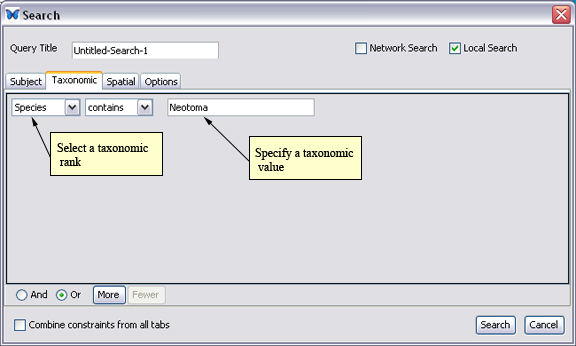 Search
Query Title Untitled-Search-1 Network Search Local Search
Subject Taxonomic Spatial Options
Species contains Neotoma
Select a taxonomic
rank
Specify a taxonomic
value
And Or More Fewer
Combine constraints from all tabs Search Cancel